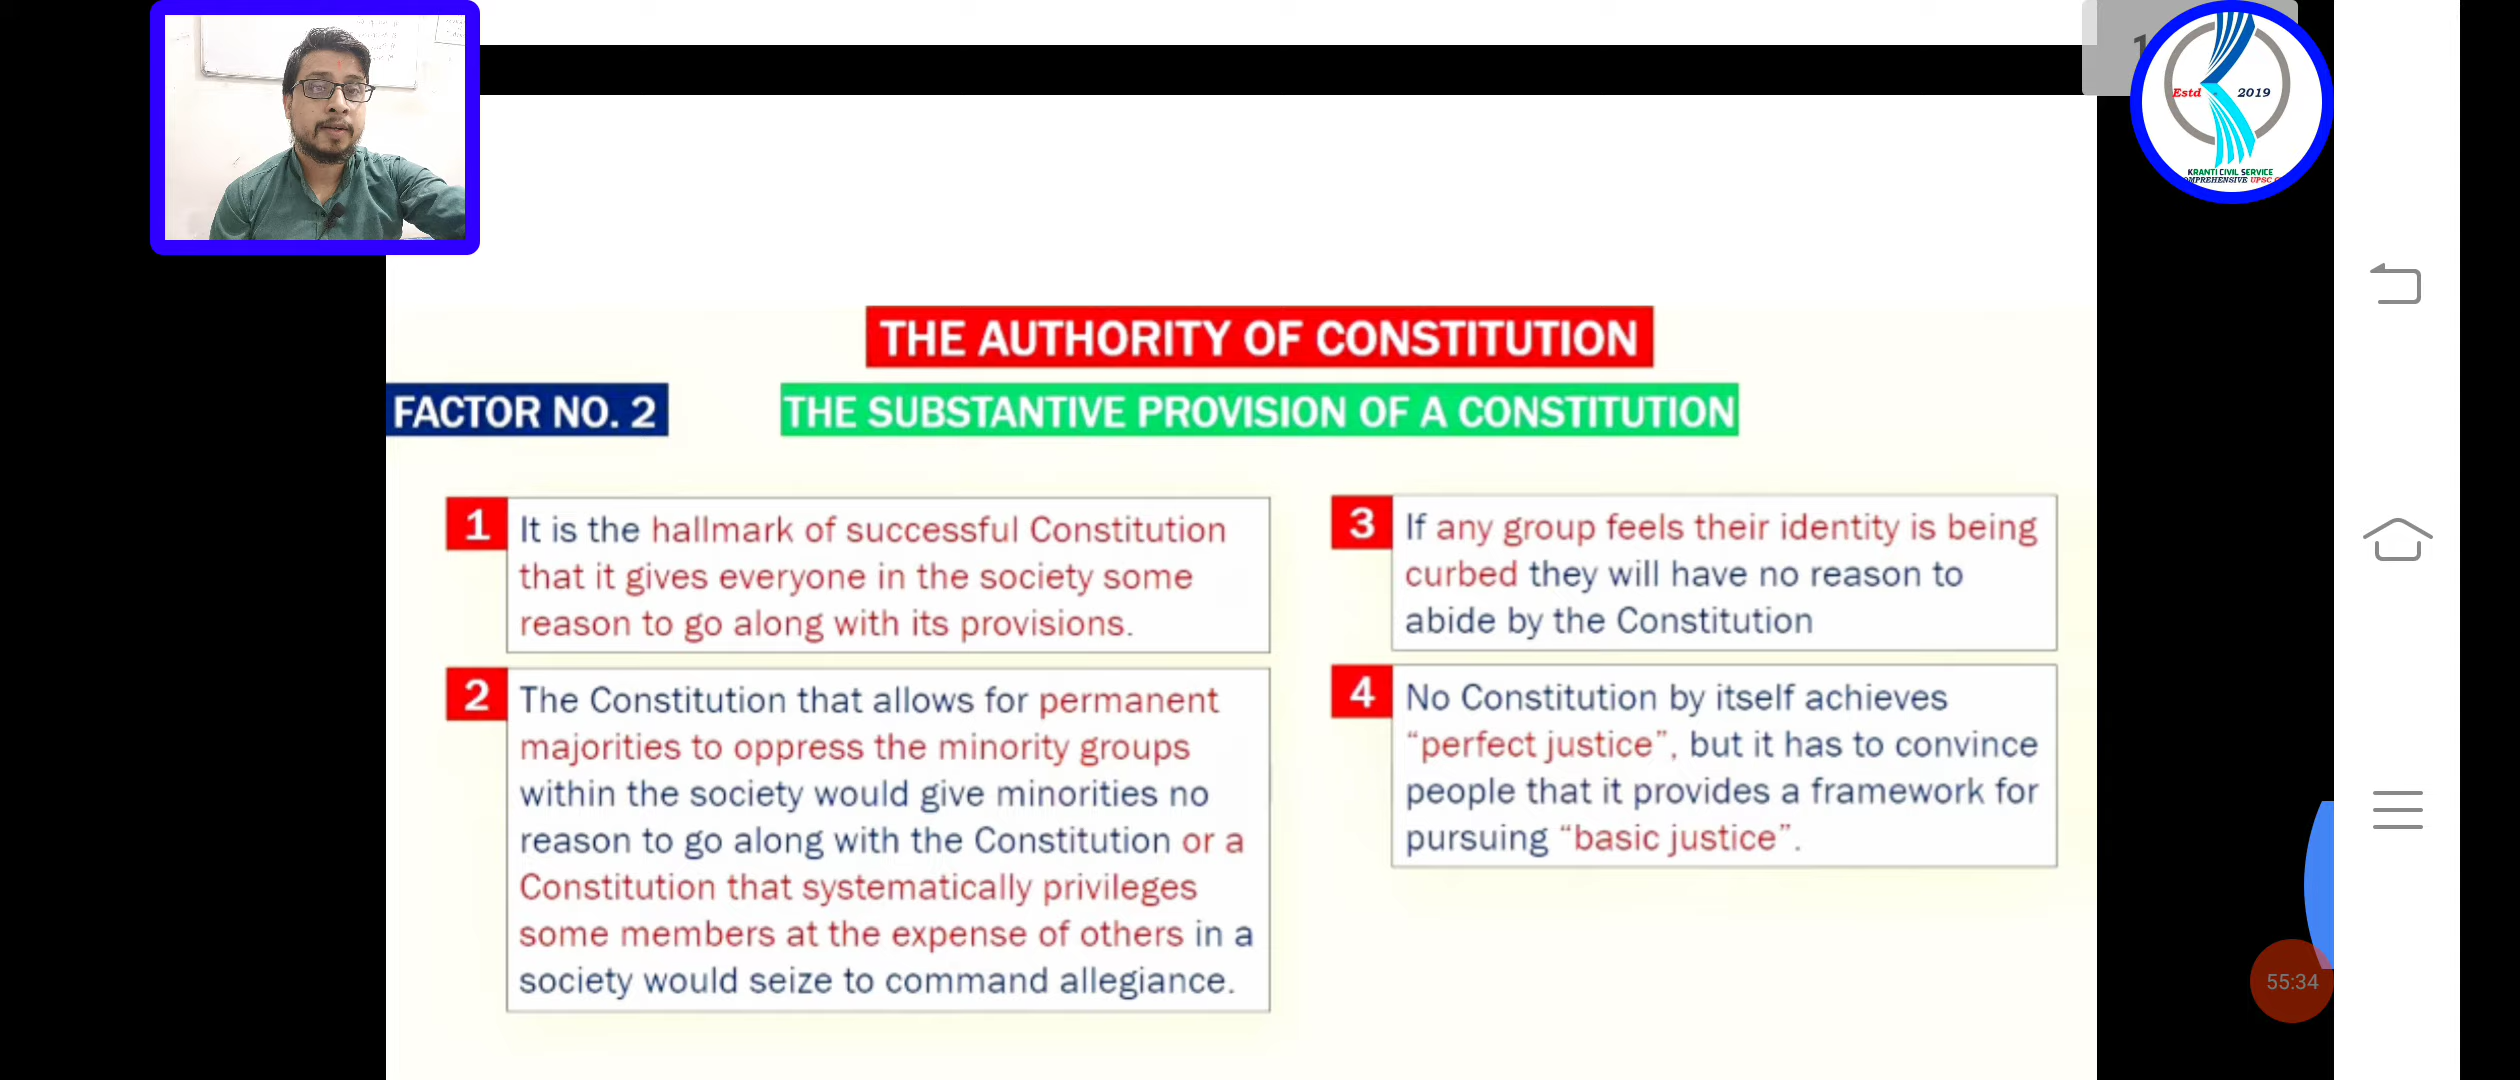 Estd - 2019
KRANTI CIVIL SERVICE
THE AUTHORITY OF CONSTITUTION
FACTOR NO. 2
THE SUBSTANTIVE PROVISION OF A CONSTITUTION
1
It is the hallmark of successful Constitution
that it gives everyone in the society some
reason to go along with its provisions.
2
The Constitution that allows for permanent
majorities to oppress the minority groups
within the society would give minorities no
reason to go along with the Constitution or a
Constitution that systematically privileges
some members at the expense of others in a
society would seize to command allegiance.
3
If any group feels their identity is being
curbed they will have no reason to
abide by the Constitution
4
No Constitution by itself achieves
“perfect justice”, but it has to convince
people that it provides a framework for
pursuing “basic justice”.
55:34